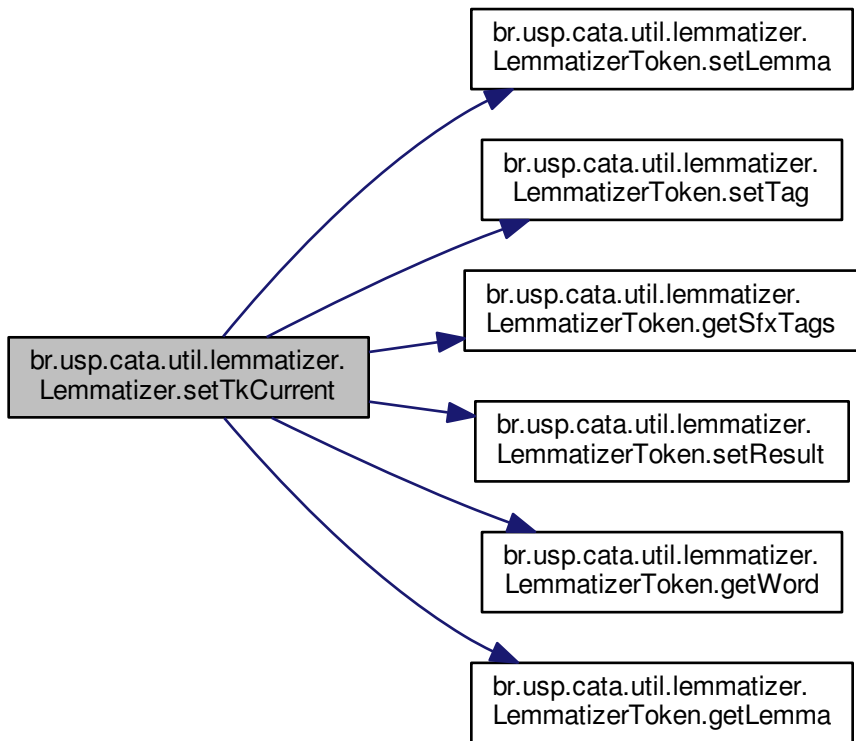 br.usp.cata.util.lemmatizer.
LemmatizerToken.setLemma
br.usp.cata.util.lemmatizer.
LemmatizerToken.setTag
br.usp.cata.util.lemmatizer.
LemmatizerToken.getSfxTags
br.usp.cata.util.lemmatizer.
Lemmatizer.setTkCurrent
br.usp.cata.util.lemmatizer.
LemmatizerToken.setResult
br.usp.cata.util.lemmatizer.
LemmatizerToken.getWord
br.usp.cata.util.lemmatizer.
LemmatizerToken.getLemma